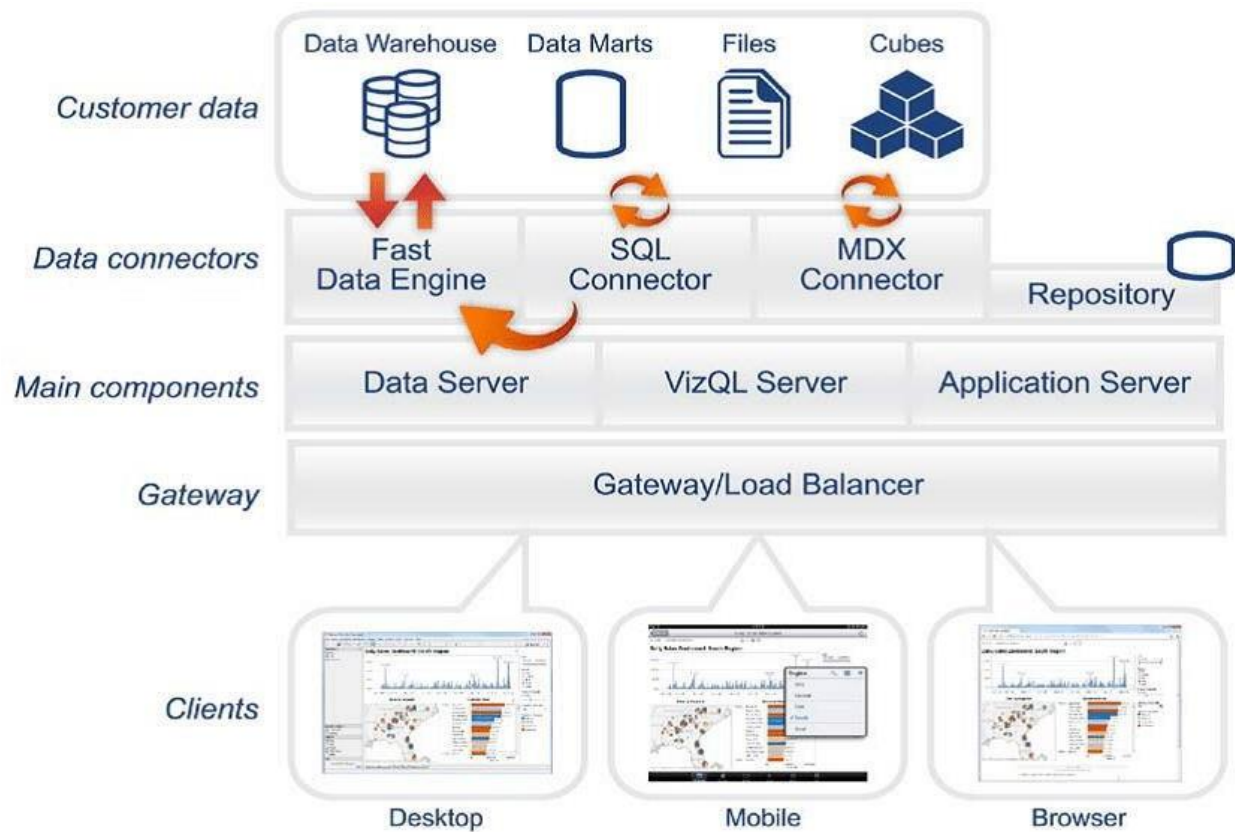 Data Warehouse
Data Marts
Files
Cubes
Customer data
Data connectors
Fast
Data Engine
SQL
Connector
MDX
Connector
Repository
Main components
Data Server
VizQL Server
Application Server
Gateway
Gateway/Load Balancer
Clients
Desktop
Mobile
Browser